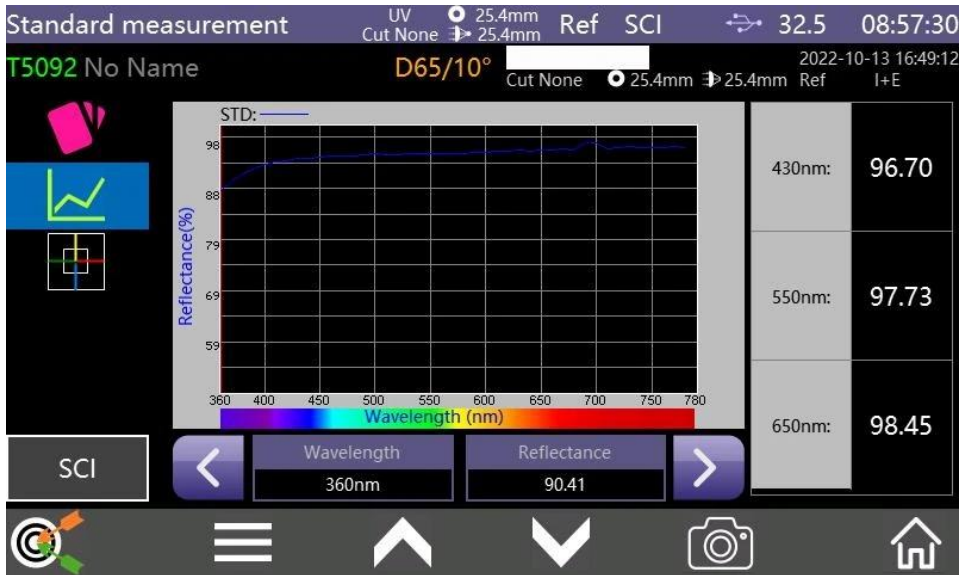 Standard measurement
UV 25.4mm Ref SCI 32.5 08:57:30
Cut None 25.4mm
T5092 No Name D65/10° 2022-10-13 16:49:12
Cut None 25.4mm 25.4mm Ref I+E
STD:
98
88
79
69
59
Reflectance(%)
360 400 450 500 550 600 650 700 750 780
Wavelength (nm)
430nm: 96.70
550nm: 97.73
650nm: 98.45
SCI
Wavelength Reflectance
360nm 90.41